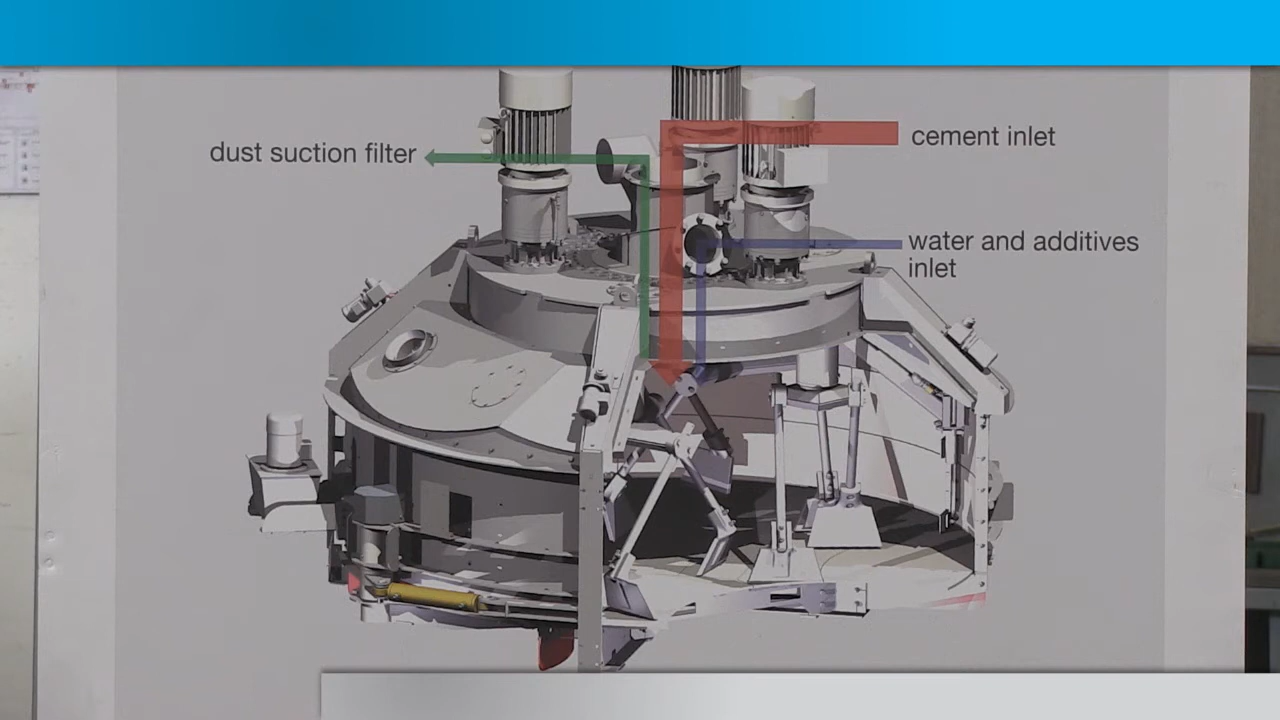 dust suction filter
cement inlet
water and additives
inlet